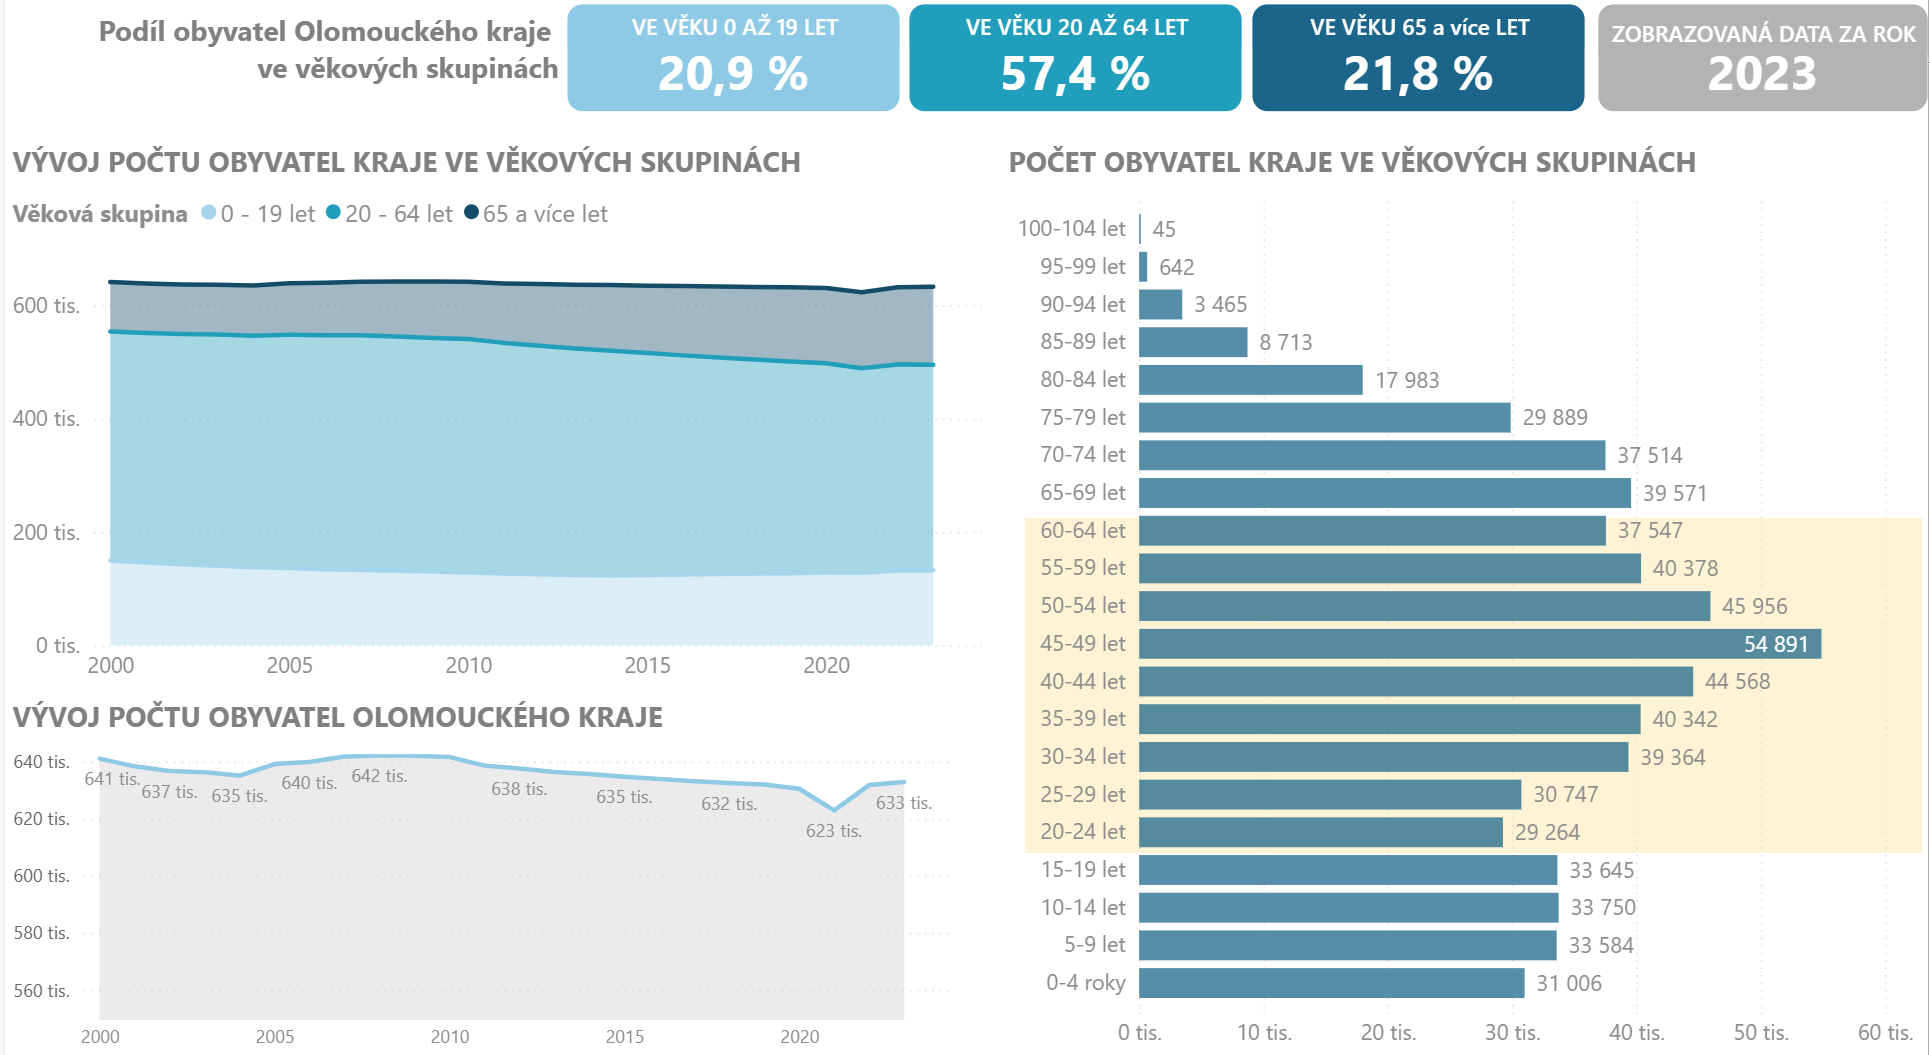 Podíl obyvatel Olomouckého kraje
ve věkových skupinách
VE VĚKU 0 AŽ 19 LET
20,9 %
VE VĚKU 20 AŽ 64 LET
57,4 %
VE VĚKU 65 a více LET
21,8 %
ZOBRAZOVANÁ DATA ZA ROK
2023
VÝVOJ POČTU OBYVATEL KRAJE VE VĚKOVÝCH SKUPINÁCH
Věková skupina 0 - 19 let 20 - 64 let 65 a více let
600 tis.
400 tis.
200 tis.
0 tis.
2000 2005 2010 2015 2020
VÝVOJ POČTU OBYVATEL OLOMOUCKÉHO KRAJE
640 tis.
620 tis.
600 tis.
580 tis.
560 tis.
641 tis. 637 tis. 635 tis. 640 tis. 642 tis. 638 tis. 635 tis. 632 tis. 623 tis. 633 tis.
2000 2005 2010 2015 2020
POČET OBYVATEL KRAJE VE VĚKOVÝCH SKUPINÁCH
100-104 let 45
95-99 let 642
90-94 let 3 465
85-89 let 8 713
80-84 let 17 983
75-79 let 29 889
70-74 let 37 514
65-69 let 39 571
60-64 let 37 547
55-59 let 40 378
50-54 let 45 956
45-49 let 54 891
40-44 let 44 568
35-39 let 40 342
30-34 let 39 364
25-29 let 30 747
20-24 let 29 264
15-19 let 33 645
10-14 let 33 750
5-9 let 33 584
0-4 roky 31 006
0 tis. 10 tis. 20 tis. 30 tis. 40 tis. 50 tis. 60 tis.